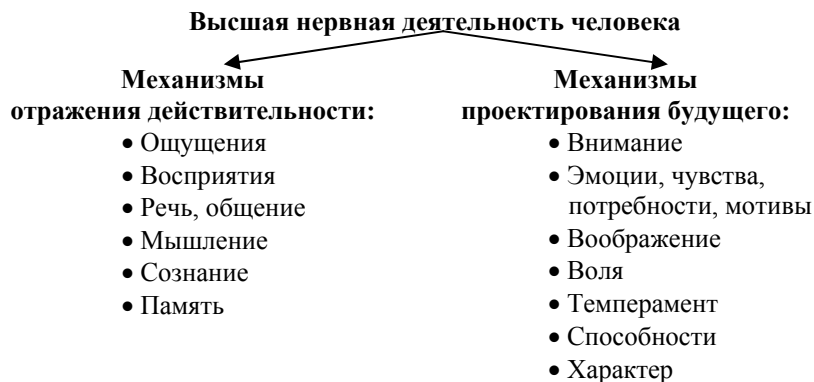 Высшая нервная деятельность человека
Механизмы
отражения действительности:
• Ощущения
• Восприятия
• Речь, общение
• Мышление
• Сознание
• Память
Механизмы
проектирования будущего:
• Внимание
• Эмоции, чувства,
потребности, мотивы
• Воображение
• Воля
• Темперамент
• Способности
• Характер